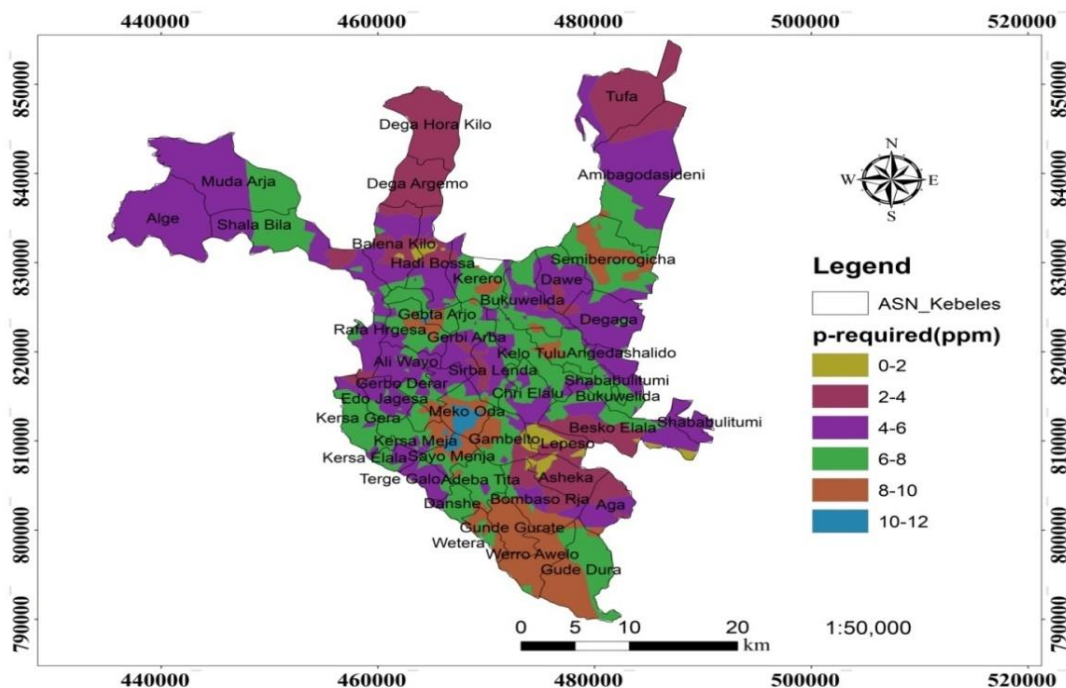 440000 460000 480000 500000 520000
850000 850000
Tufa
Dega Hora Kilo
N
840000 840000
Muda Arja
Dega Argemo
Ambagodasideni
W E
Alge
Shala Bila
S
830000 830000
Balena Kilo
Hadi Bossa
Semiberorogicha
Legend
Kerero
Dawe
ASN_Kebeles
Bukuwelida
Gebta Arjo
Degaga
p-required(ppm)
Rafa Hrgesa
Gerbi Arba
0-2
820000 820000
Kelo Tulu
Angedashalido
Ali Wayo
Sirba Lenda
2-4
Gerbo Derar
Shababulitumi
Chri Elalu
4-6
Edo Jagesa
Bukuwelida
Kersa Gera
Meko Oda
Besko Elala
Shababulitumi
6-8
810000 810000
Kersa Meja
Gambelto
Lepeso
Kersa Elala
Sayo Menja
8-10
Terge Galo
Adeba Tita
Asheka
10-12
Danshe
Bombaso Rja
Aga
800000 800000
Gunde Gurate
Wetera
Werro Awelo
Gude Dura
790000 790000
0 5 10 20
km
1:50,000
440000 460000 480000 500000 520000